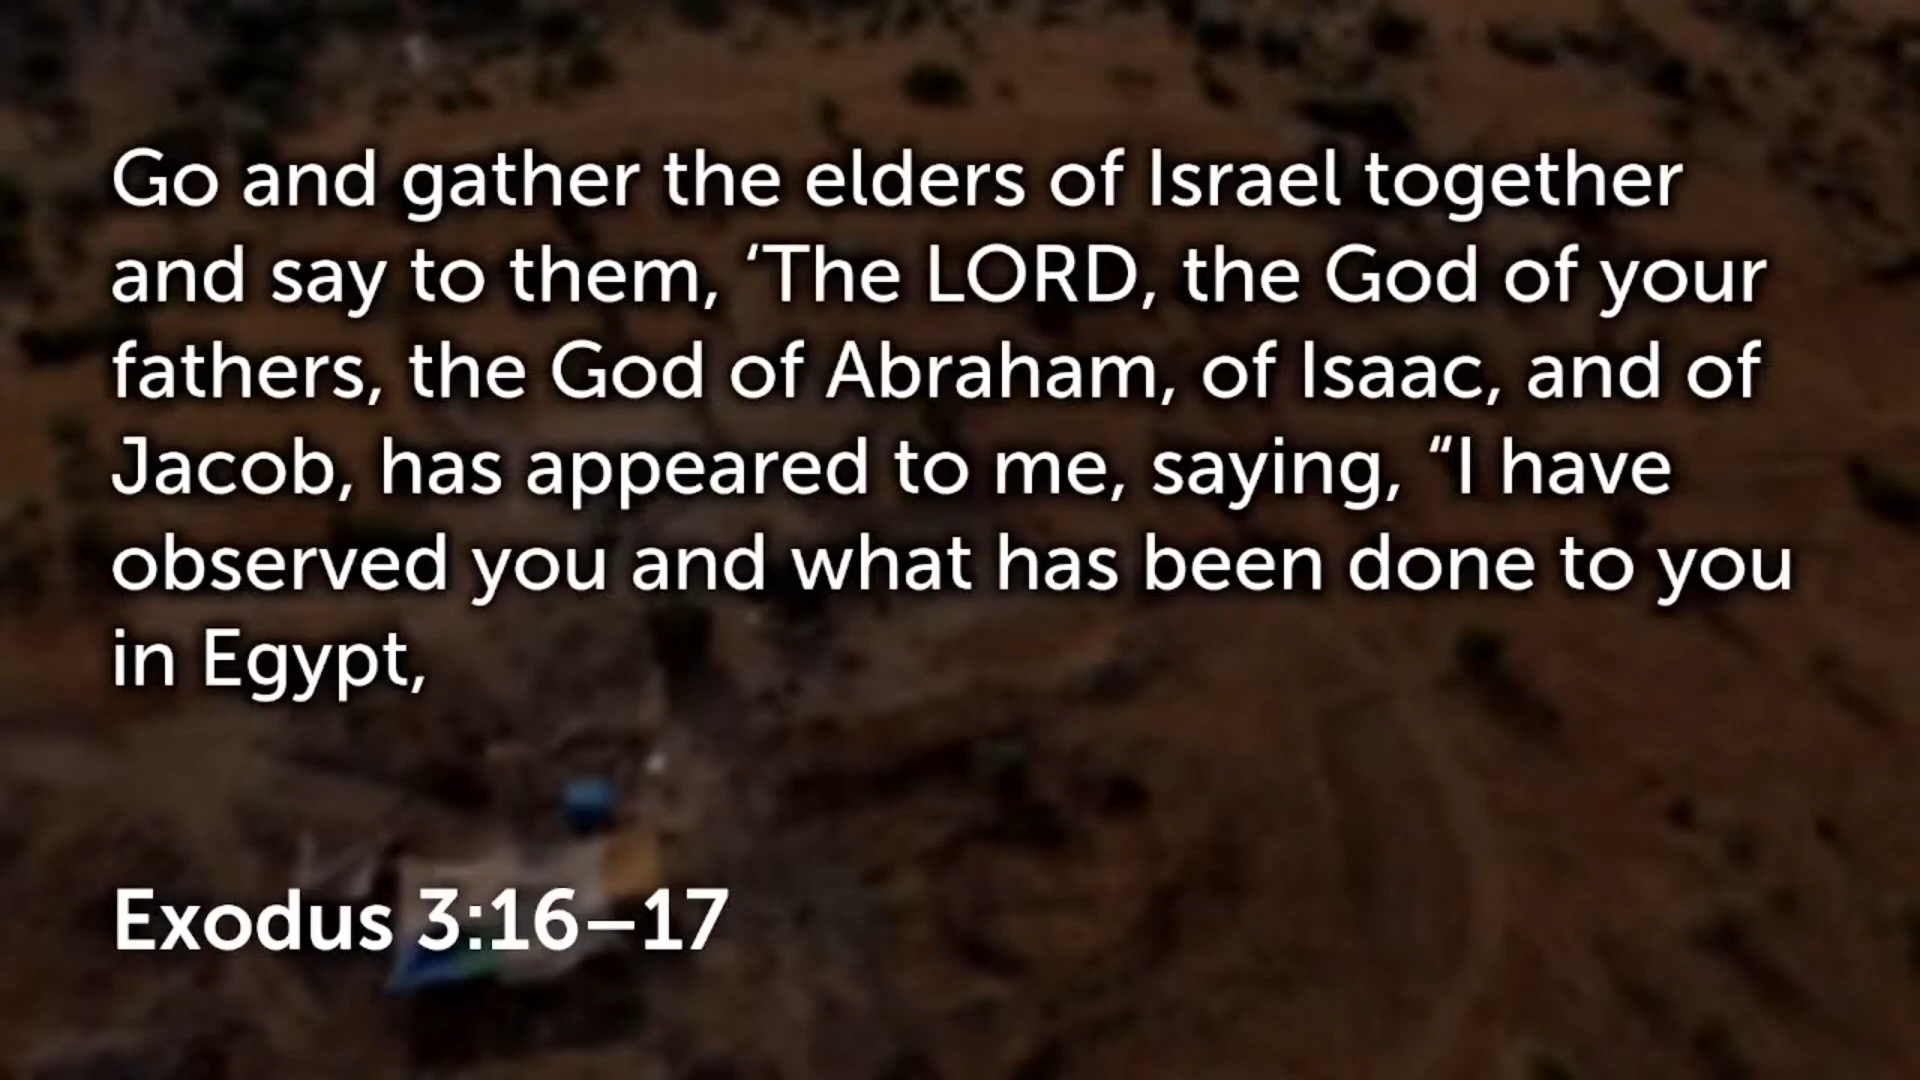 Go and gather the elders of Israel together
and say to them, ‘The LORD, the God of your
fathers, the God of Abraham, of Isaac, and of
Jacob, has appeared to me, saying, “I have
observed you and what has been done to you
in Egypt,
Exodus 3:16–17